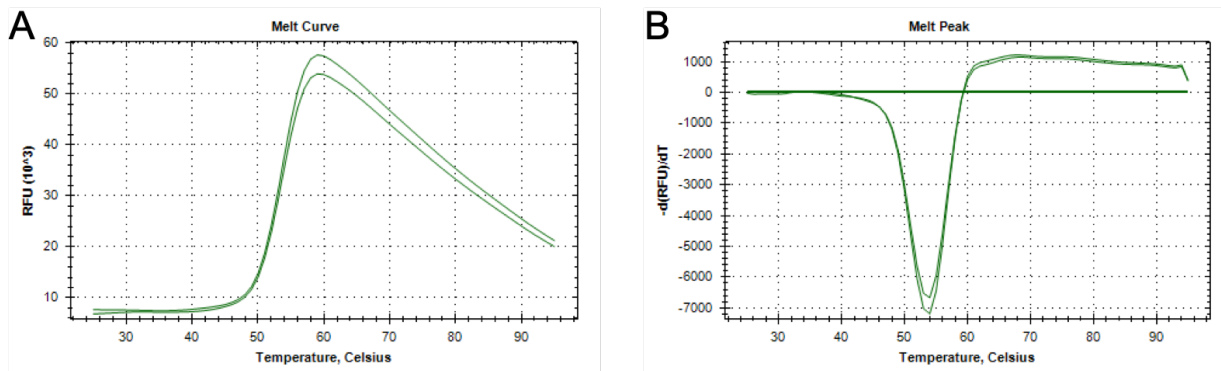 A
Melt Curve
60
50
40
30
20
10
RFU (10^3)
30 40 50 60 70 80 90
Temperature, Celsius
B
Melt Peak
1000
0
-1000
-2000
-3000
-4000
-5000
-6000
-7000
-d(RFU)/dT
30 40 50 60 70 80 90
Temperature, Celsius